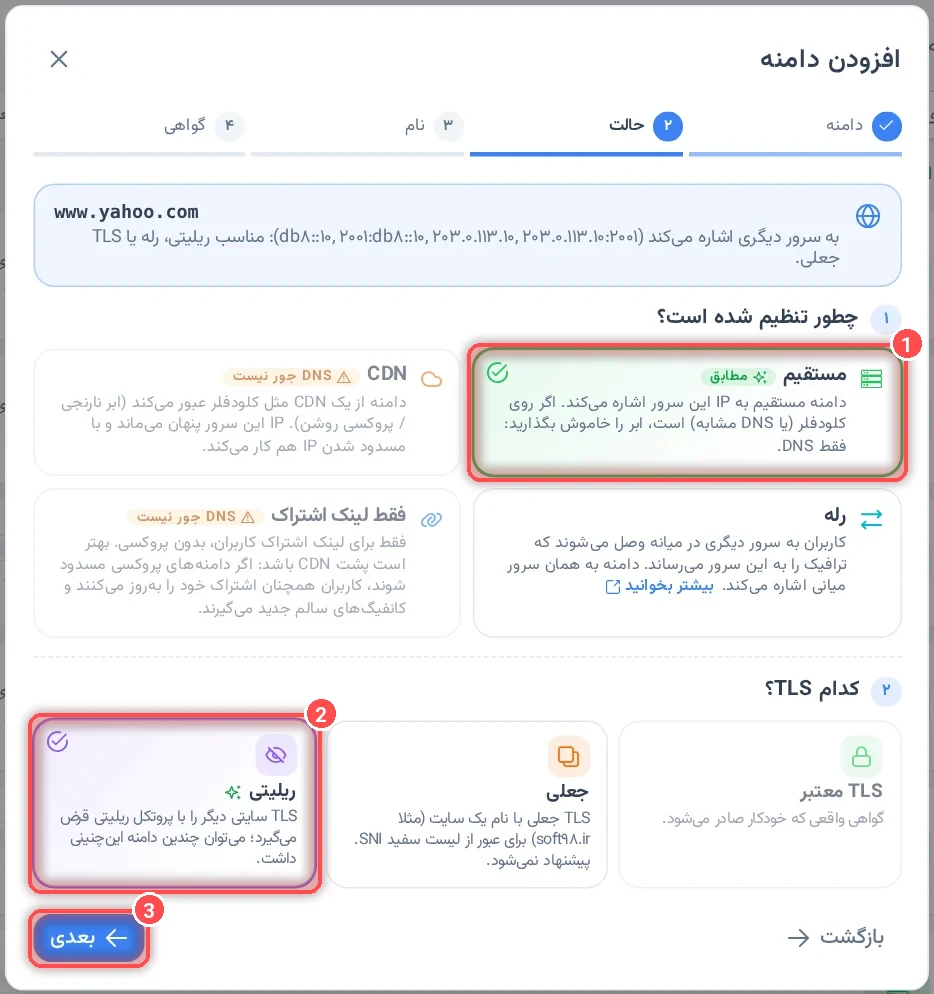 افزودن دامنه
دامنه
۲ حالت
۳ نام
۴ گواهی
www.yahoo.com
به سرور دیگری اشاره می‌کند (db۸::۱۰, ۲۰۰۱:db۸::۱۰, ۲۰۳.۰.۱۱۳.۱۰, ۲۰۳.۰.۱۱۳.۱۰:۲۰۰۱): مناسب ریلیتی، رله یا TLS
جعلی.
۱ چطور تنظیم شده است؟
1
مستقیم مطابق
دامنه مستقیم به IP این سرور اشاره می‌کند. اگر روی
کلودفلر (یا DNS مشابه) است، ابر را خاموش بگذارید:
فقط DNS.
CDN DNS جور نیست
دامنه از یک CDN مثل کلودفلر عبور می‌کند (ابر نارنجی
/ پروکسی روشن). IP این سرور پنهان می‌ماند و با
مسدود شدن IP هم کار می‌کند.
رله
کاربران به سرور دیگری در میانه وصل می‌شوند که
ترافیک را به این سرور می‌رساند. دامنه به همان سرور
میانی اشاره می‌کند. بیشتر بخوانید
فقط لینک اشتراک DNS جور نیست
فقط برای لینک اشتراک کاربران، بدون پروکسی. بهتر
است پشت CDN باشد: اگر دامنه‌های پروکسی مسدود
شوند، کاربران همچنان اشتراک خود را به‌روز می‌کنند و
کانفیگ‌های سالم جدید می‌گیرند.
۲ کدام TLS؟
TLS معتبر
گواهی واقعی که خودکار صادر می‌شود.
جعلی
TLS جعلی با نام یک سایت (مثلا
soft۹۸.ir) برای عبور از لیست سفید SNI.
پیشنهاد نمی‌شود.
2
ریلیتی
TLS سایتی دیگر را با پروتکل ریلیتی قرض
می‌گیرد؛ می‌توان چندین دامنه این‌چنینی
داشت.
بازگشت
3
بعدی